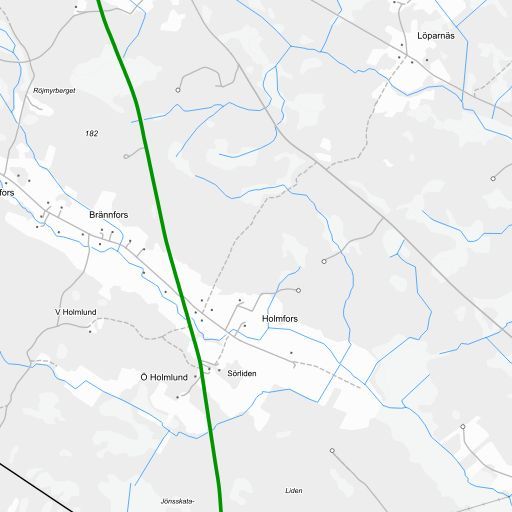 Löparnäs
Röjmyrberget
182
fors
Brännfors
V Holmlund
Holmfors
Ö Holmlund
Sörliden
Liden
Jönsskata-